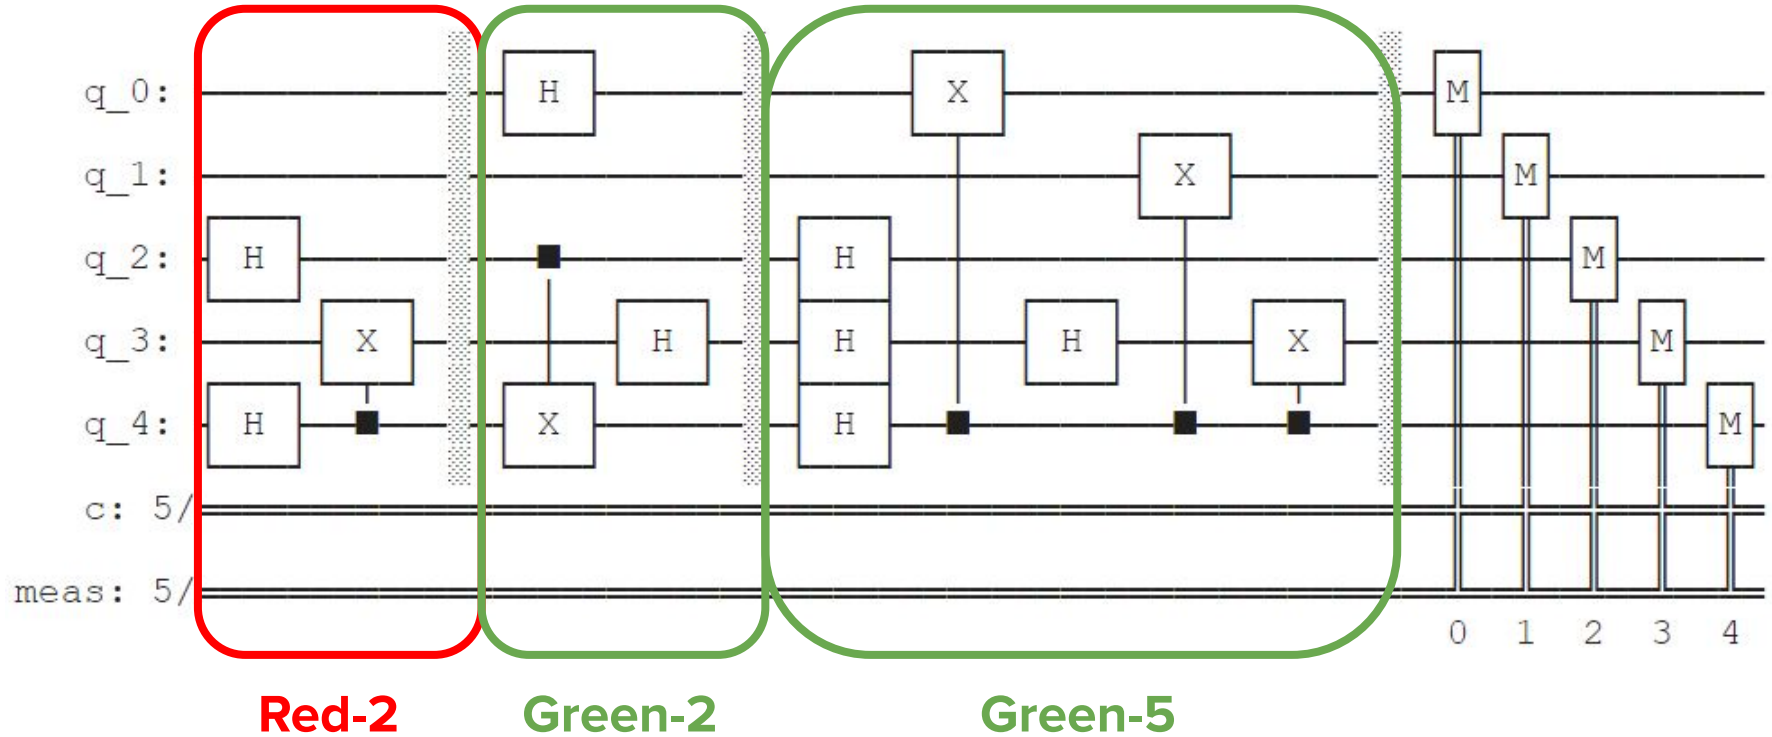 H X
q_0: M
X
q_1: M
q_2: H H M
q_3: X H H H X M
q_4: H X H M
c: 5/
meas: 5/
0 1 2 3 4
Red-2 Green-2 Green-5